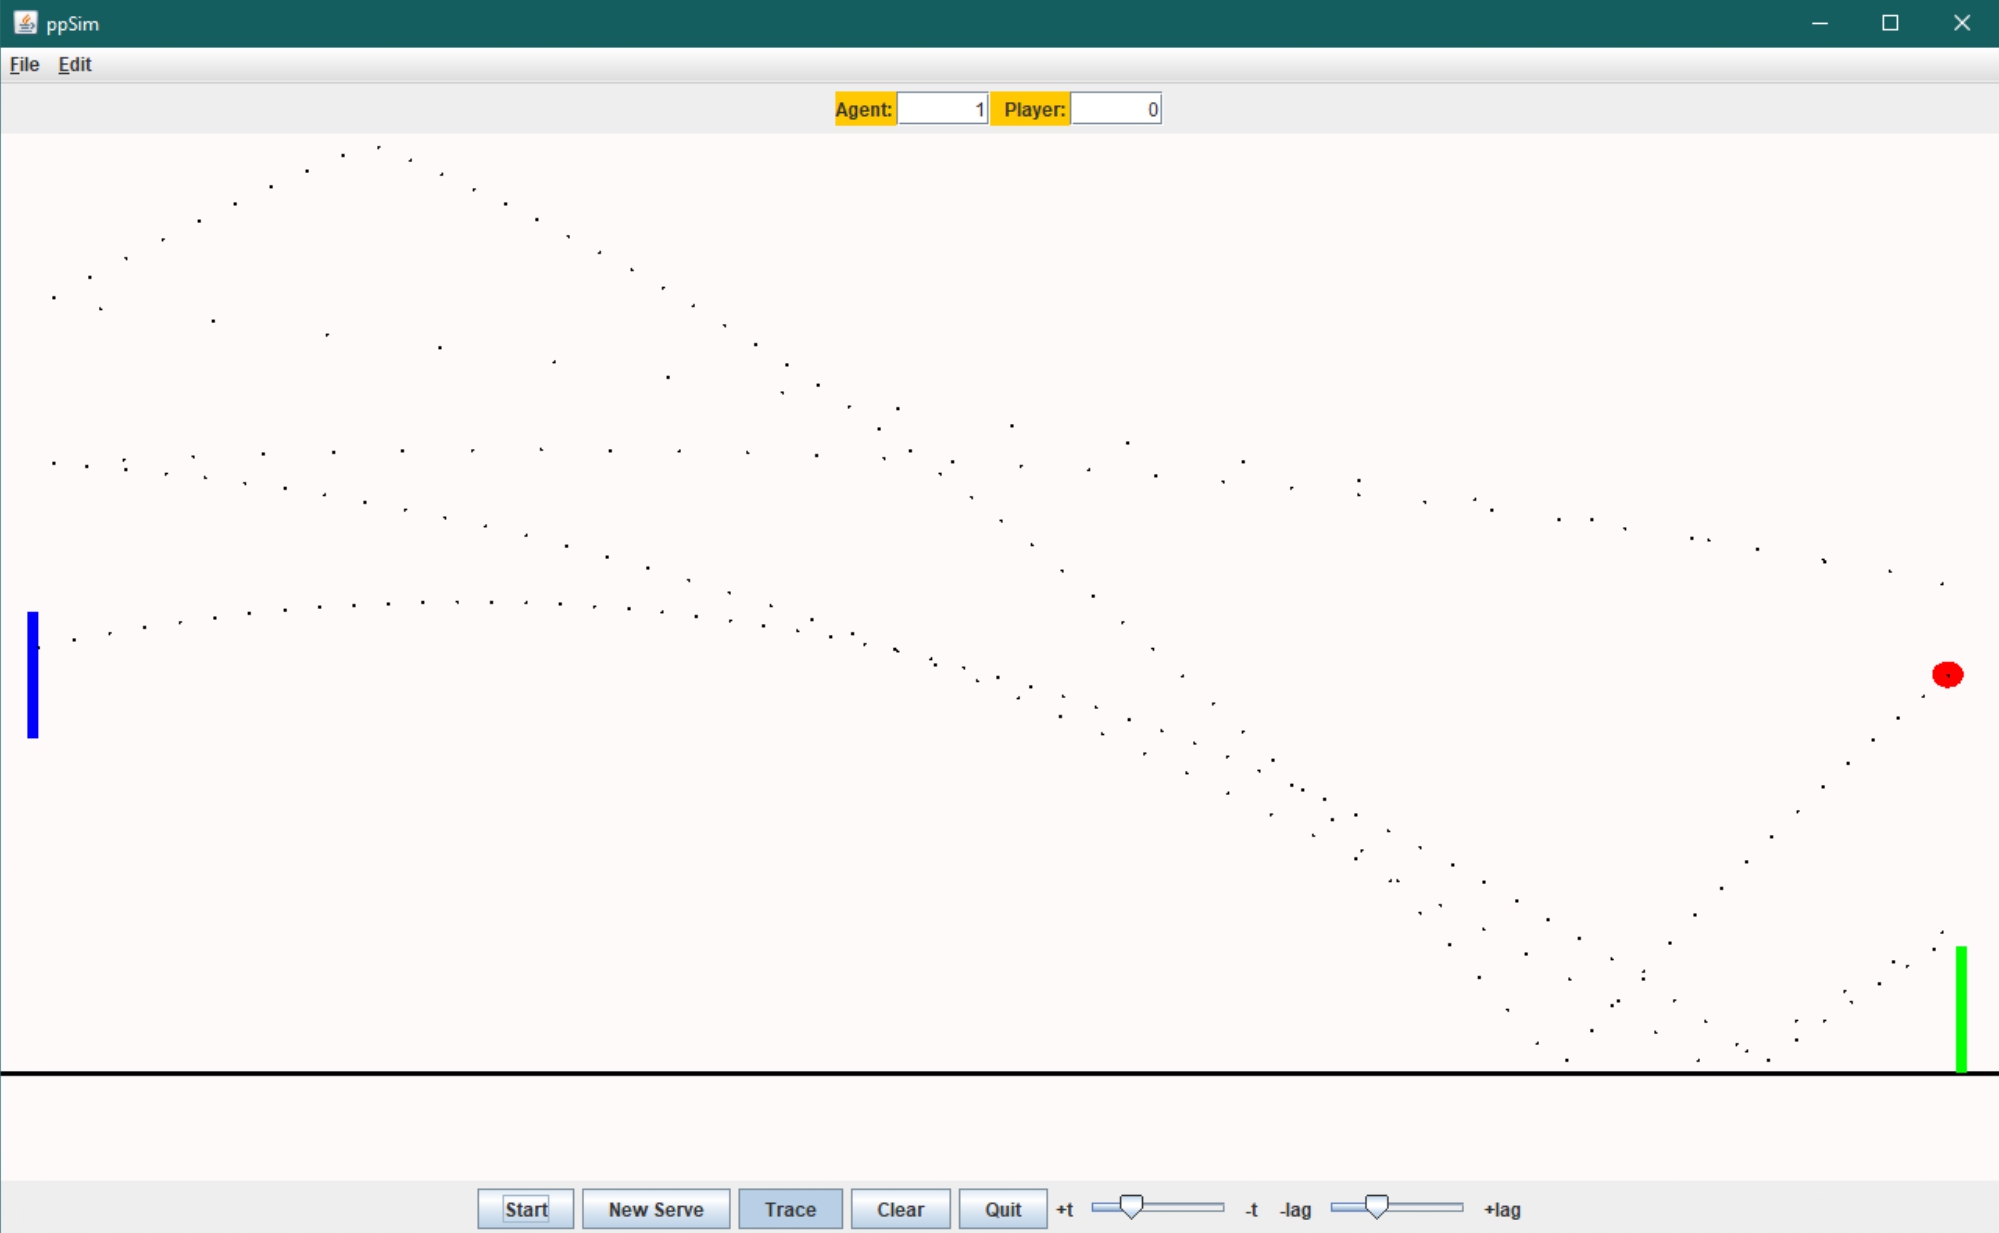 ppSim
File Edit
Agent: 1 Player: 0
Start New Serve Trace Clear Quit +t -t -lag +lag